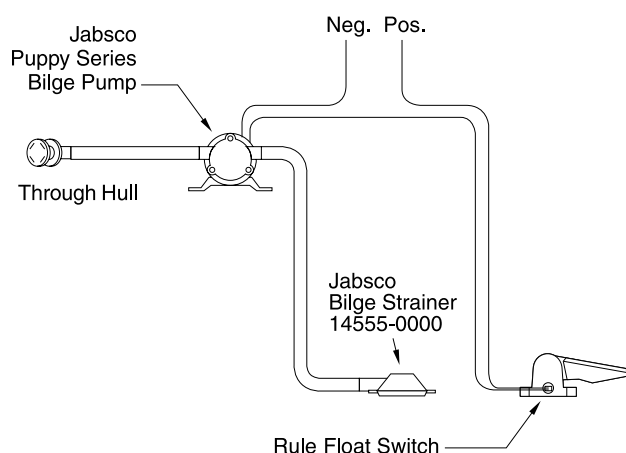 Neg. Pos.
Jabsco
Puppy Series
Bilge Pump
Through Hull
Jabsco
Bilge Strainer
14555-0000
Rule Float Switch